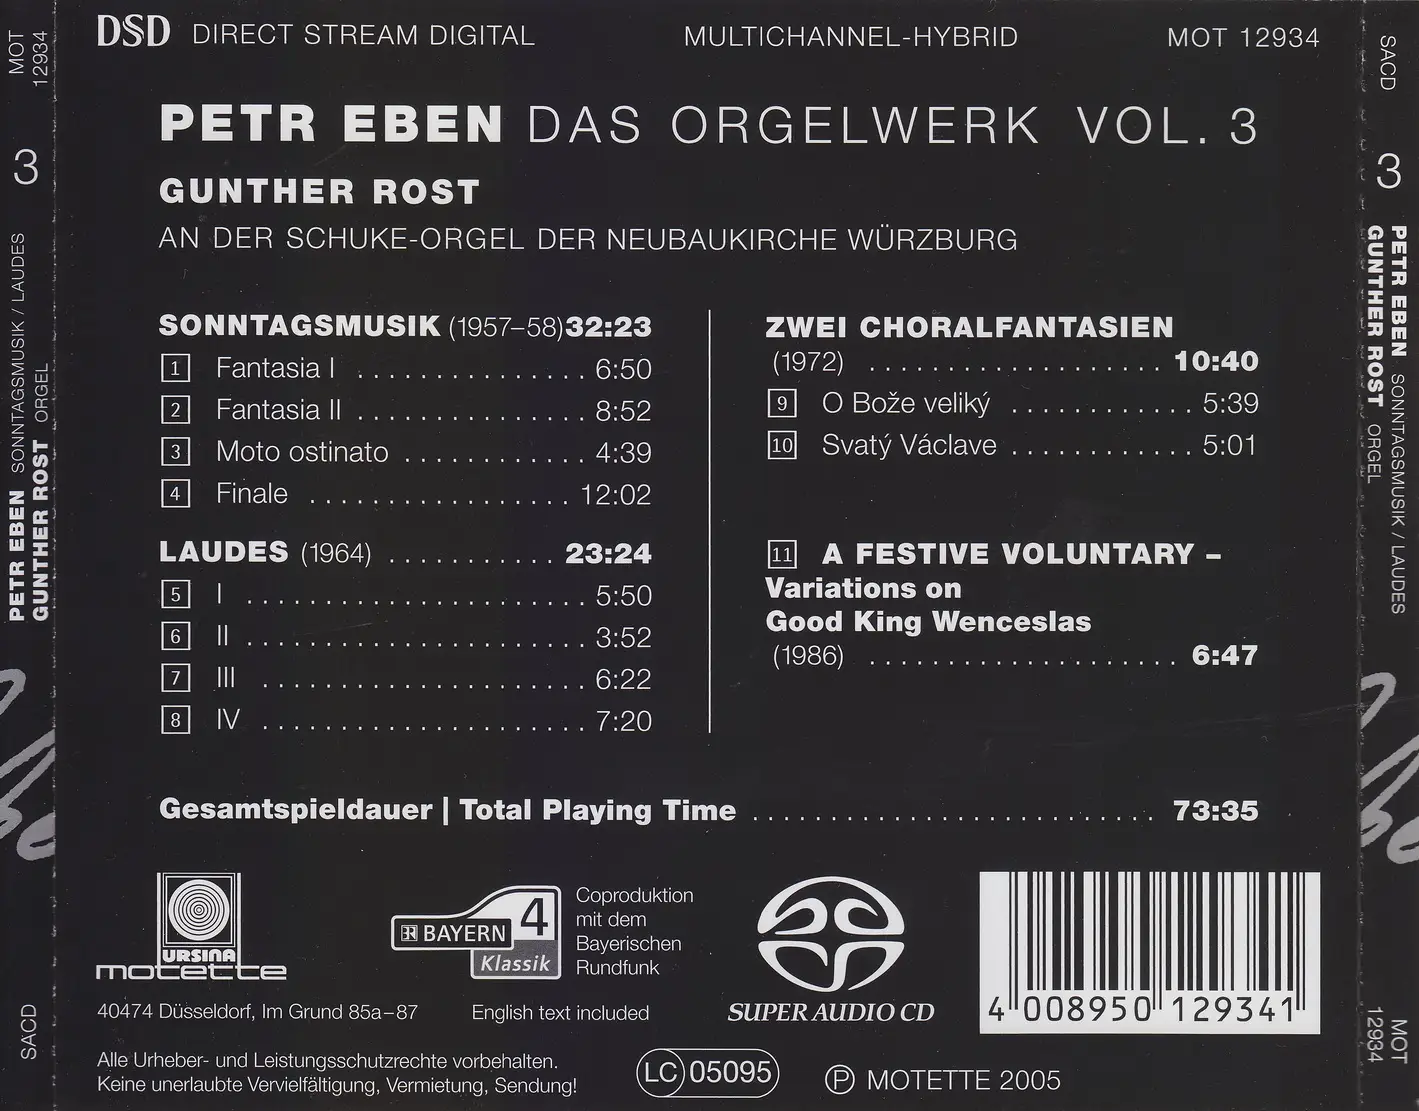 DSD DIRECT STREAM DIGITAL MULTICHANNEL-HYBRID MOT 12934
PETR EBEN DAS ORGELWERK VOL. 3
GUNTHER ROST
AN DER SCHUKE-ORGEL DER NEUBAUKIRCHE WÜRZBURG
SONNTAGSMUSIK (1957–58) 32:23
1 Fantasia I . . . . . . . . . . . . . . . 6:50
2 Fantasia II . . . . . . . . . . . . . . . 8:52
3 Moto ostinato . . . . . . . . . . . . 4:39
4 Finale . . . . . . . . . . . . . . . . . 12:02
LAUDES (1964) . . . . . . . . . . . 23:24
5 I . . . . . . . . . . . . . . . . . . . . . . 5:50
6 II . . . . . . . . . . . . . . . . . . . . . . 3:52
7 III . . . . . . . . . . . . . . . . . . . . . 6:22
8 IV . . . . . . . . . . . . . . . . . . . . . 7:20
ZWEI CHORALFANTASIEN
(1972) . . . . . . . . . . . . . . . . . . . 10:40
9 O Bože veliký . . . . . . . . . . . . 5:39
10 Svatý Václave . . . . . . . . . . . . 5:01
11 A FESTIVE VOLUNTARY –
Variations on
Good King Wenceslas
(1986) . . . . . . . . . . . . . . . . . . . . 6:47
Gesamtspieldauer | Total Playing Time . . . . . . . . . . . . . . . . . . . . . . . . . . 73:35
URSINA
motette
BR BAYERN 4
Klassik
Coproduktion
mit dem
Bayerischen
Rundfunk
SUPER AUDIO CD
4 008950 129341
40474 Düsseldorf, Im Grund 85a–87
English text included
Alle Urheber- und Leistungsschutzrechte vorbehalten.
Keine unerlaubte Vervielfältigung, Vermietung, Sendung!
LC 05095
℗ MOTETTE 2005
MOT
12934
3
PETR EBEN SONNTAGSMUSIK / LAUDES
GUNTHER ROST ORGEL
SACD
SACD
3
PETR EBEN SONNTAGSMUSIK / LAUDES
GUNTHER ROST ORGEL
MOT
12934